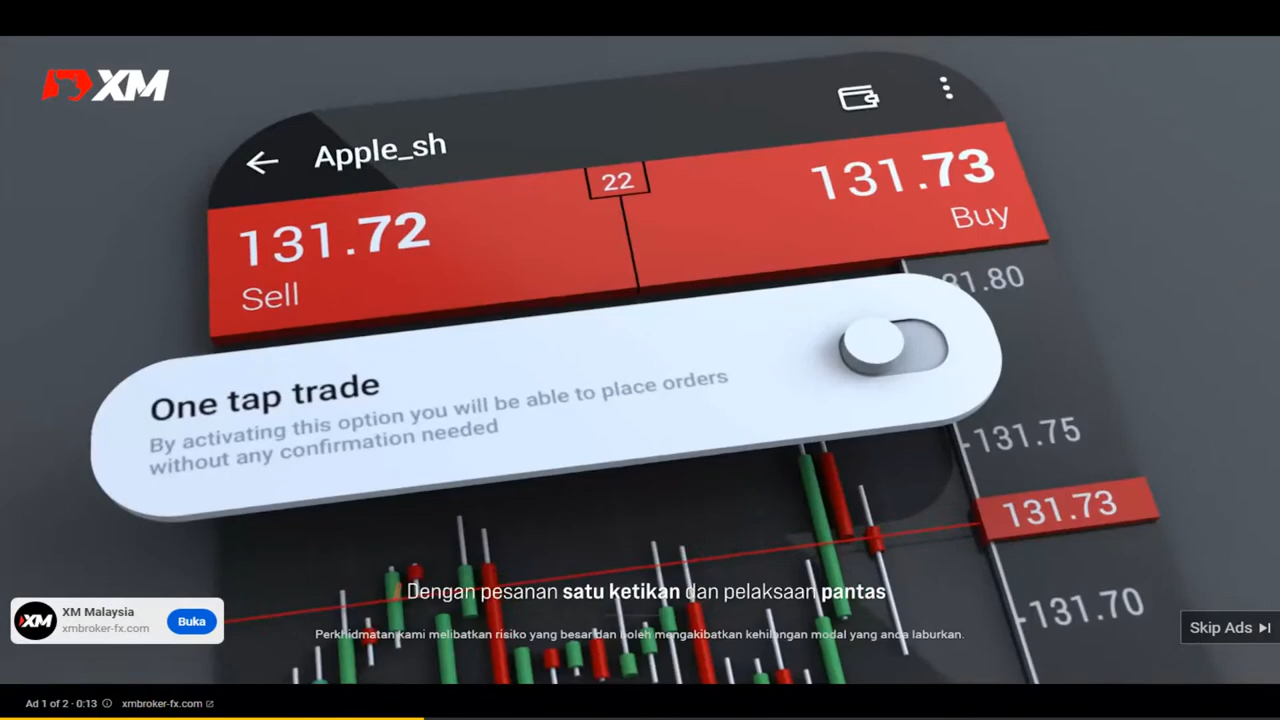 XM
Apple_sh
22
131.72
Sell
131.73
Buy
131.80
One tap trade
By activating this option you will be able to place orders
without any confirmation needed
131.75
131.73
131.70
Dengan pesanan satu ketikan dan pelaksaan pantas
Perkhidmatan kami melibatkan risiko yang besar dan boleh mengakibatkan kehilangan modal yang anda laburkan.
XM
XM Malaysia
xmbroker-fx.com
Buka
Skip Ads
Ad 1 of 2 · 0:13
xmbroker-fx.com